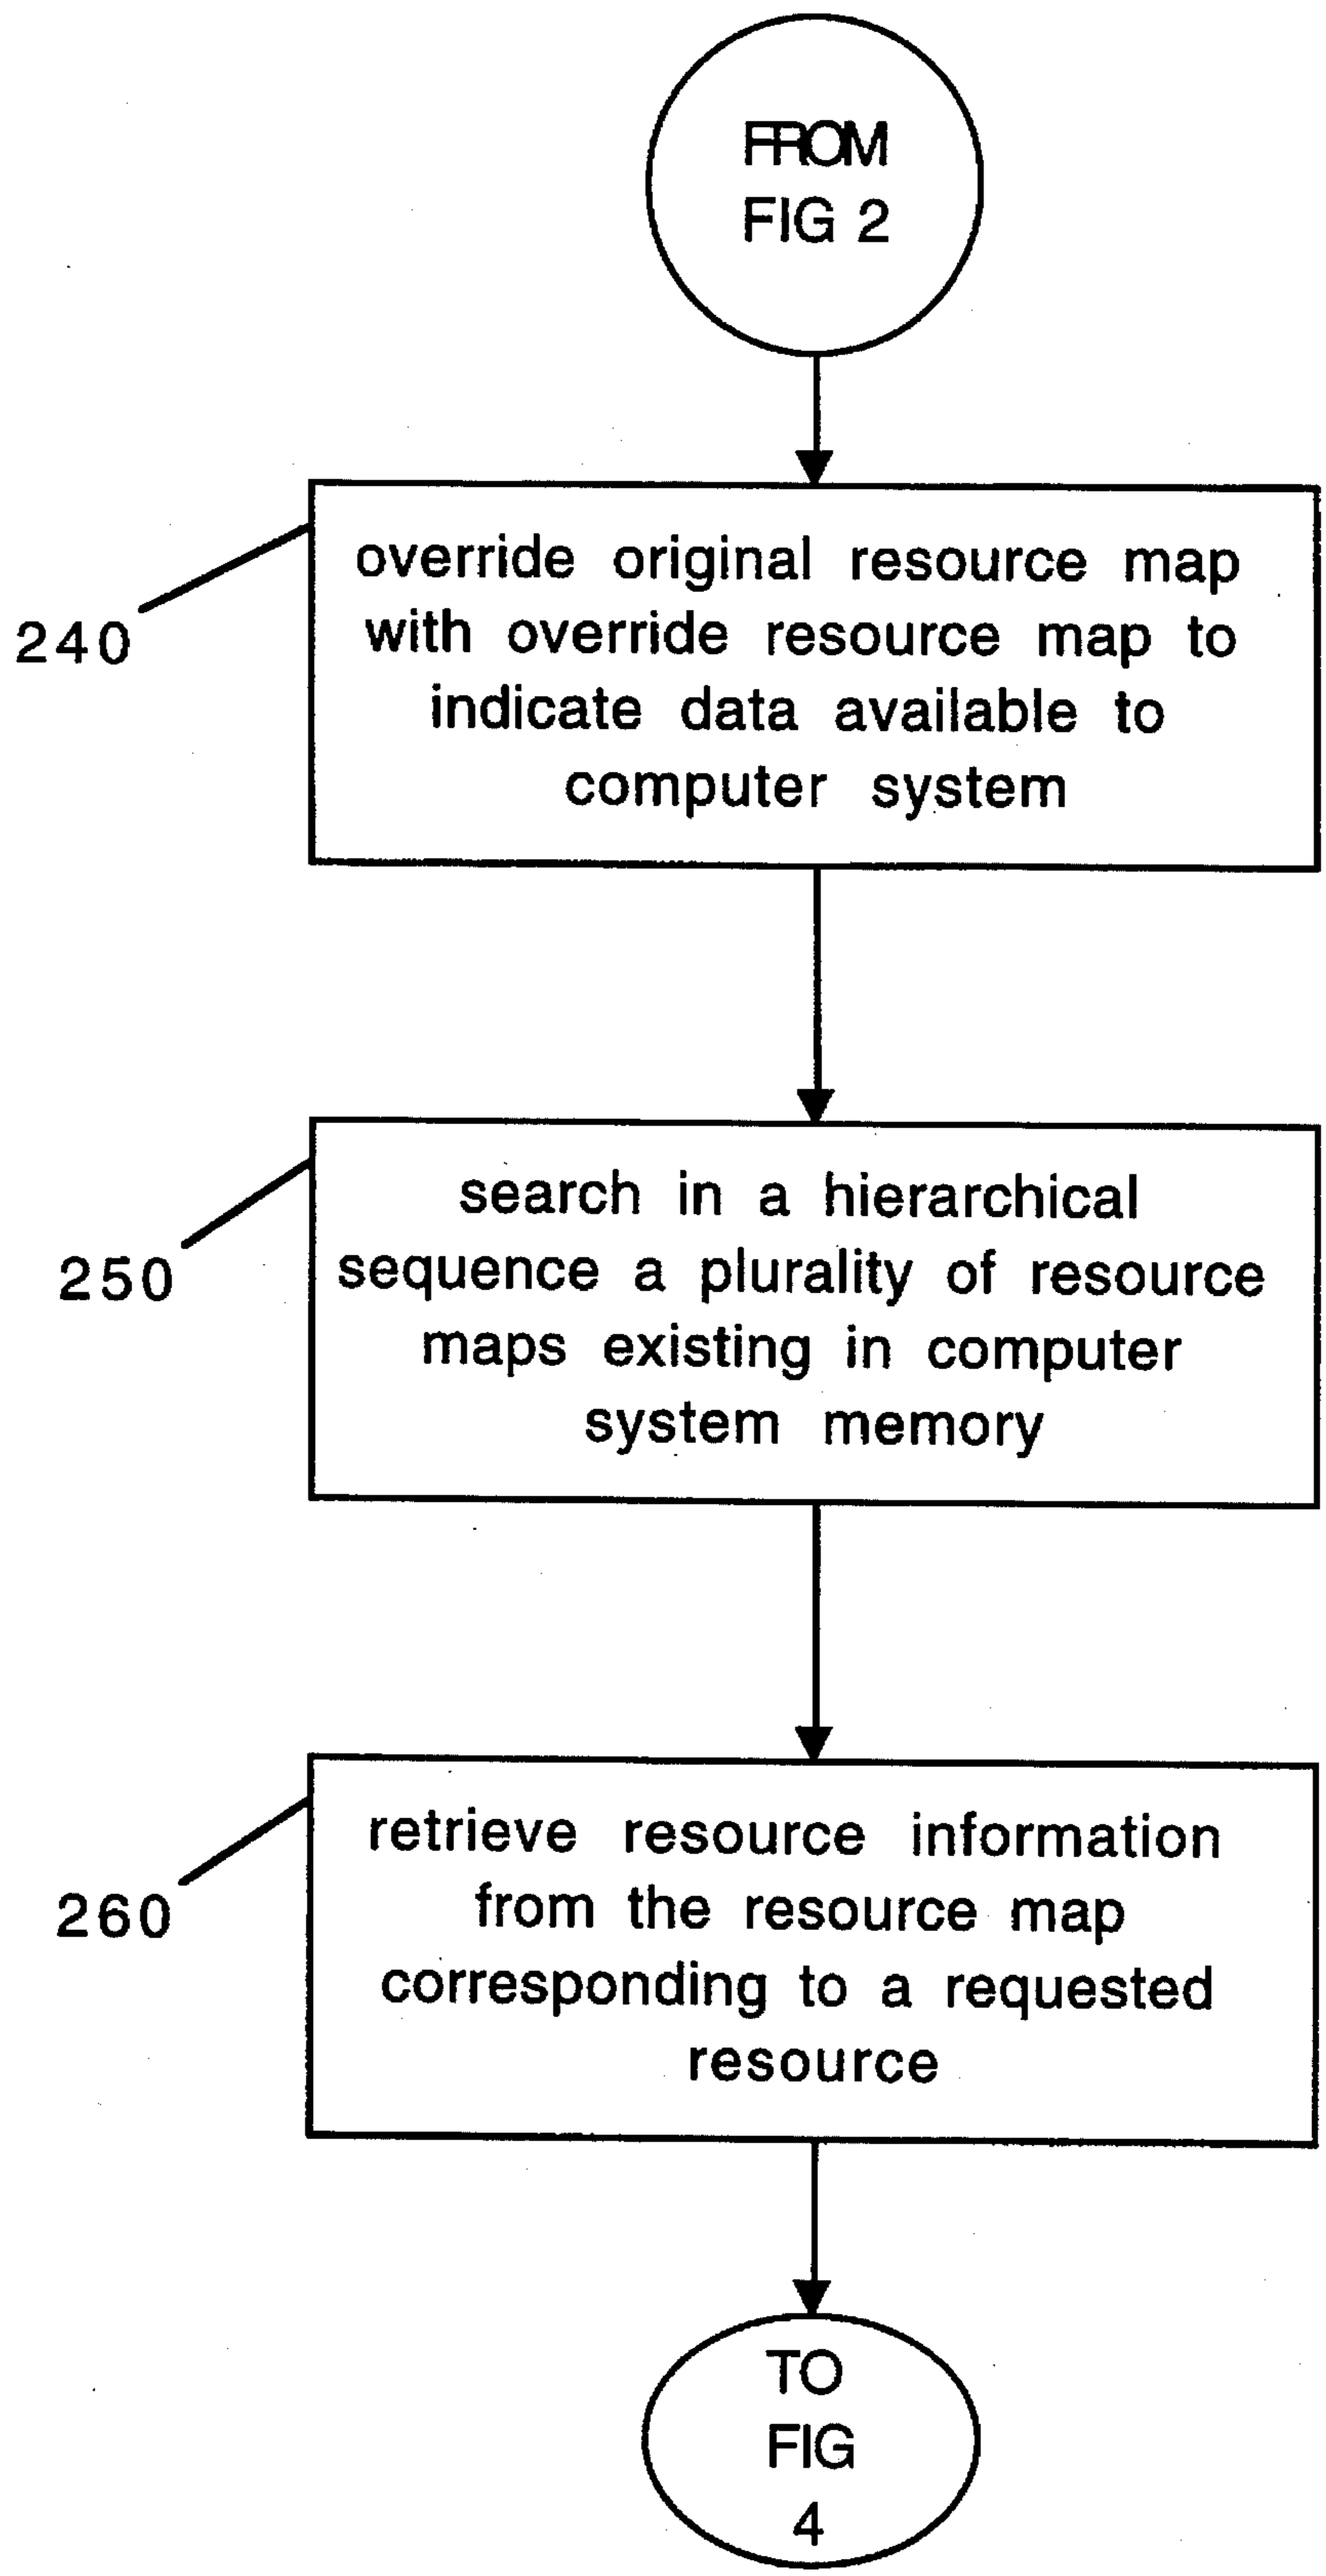 FROM
FIG 2
240
override original resource map
with override resource map to
indicate data available to
computer system
250
search in a hierarchical
sequence a plurality of resource
maps existing in computer
system memory
260
retrieve resource information
from the resource map
corresponding to a requested
resource
TO
FIG
4